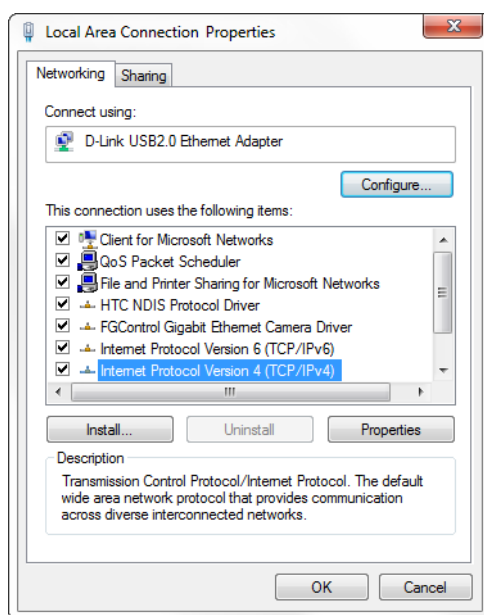 Local Area Connection Properties
Networking
Sharing
Connect using:
D-Link USB2.0 Ethernet Adapter
Configure...
This connection uses the following items:
Client for Microsoft Networks
QoS Packet Scheduler
File and Printer Sharing for Microsoft Networks
HTC NDIS Protocol Driver
FGControl Gigabit Ethernet Camera Driver
Internet Protocol Version 6 (TCP/IPv6)
Internet Protocol Version 4 (TCP/IPv4)
Install...
Uninstall
Properties
Description
Transmission Control Protocol/Internet Protocol. The default
wide area network protocol that provides communication
across diverse interconnected networks.
OK
Cancel